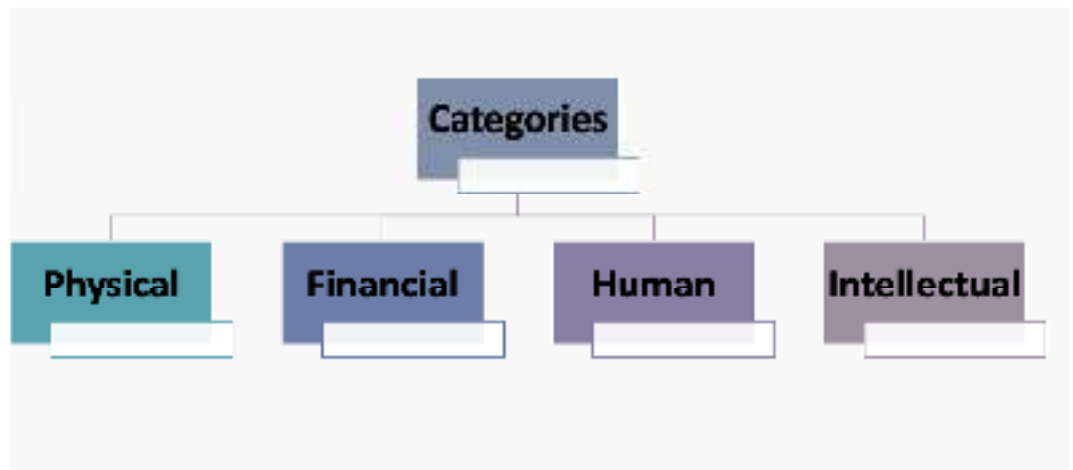 Categories
Physical
Financial
Human
Intellectual